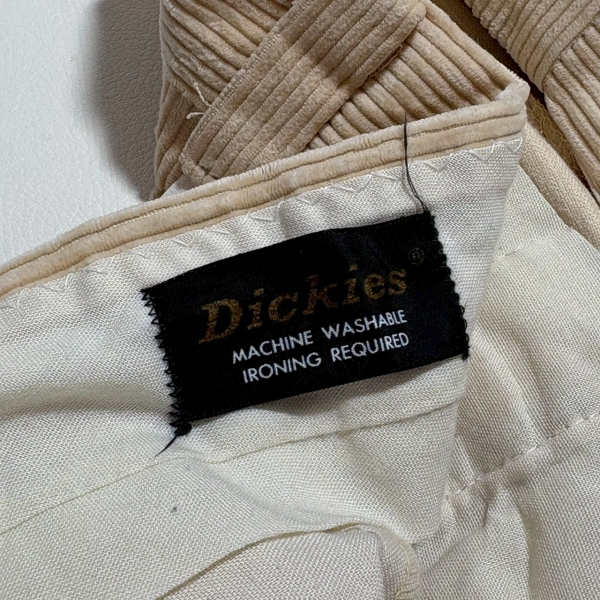 Dickies®
MACHINE WASHABLE
IRONING REQUIRED